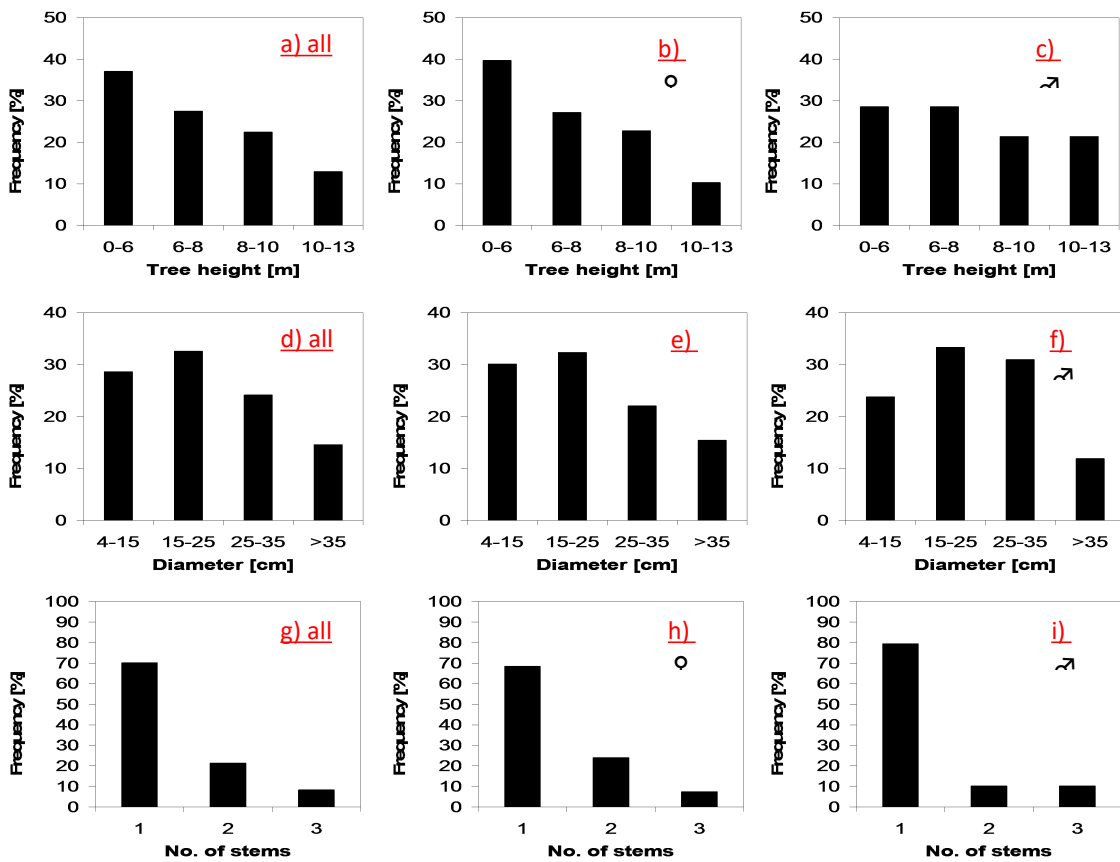 50
40
30
20
10
0
Frequency [%]
a) all
0-6 6-8 8-10 10-13
Tree height [m]
50
40
30
20
10
0
Frequency [%]
b)
♀
0-6 6-8 8-10 10-13
Tree height [m]
50
40
30
20
10
0
Frequency [%]
c)
♂
0-6 6-8 8-10 10-13
Tree height [m]
40
30
20
10
0
Frequency [%]
d) all
4-15 15-25 25-35 >35
Diameter [cm]
40
30
20
10
0
Frequency [%]
e)
4-15 15-25 25-35 >35
Diameter [cm]
40
30
20
10
0
Frequency [%]
f)
♂
4-15 15-25 25-35 >35
Diameter [cm]
100
90
80
70
60
50
40
30
20
10
0
Frequency [%]
g) all
1 2 3
No. of stems
100
90
80
70
60
50
40
30
20
10
0
Frequency [%]
h)
♀
1 2 3
No. of stems
100
90
80
70
60
50
40
30
20
10
0
Frequency [%]
i)
♂
1 2 3
No. of stems